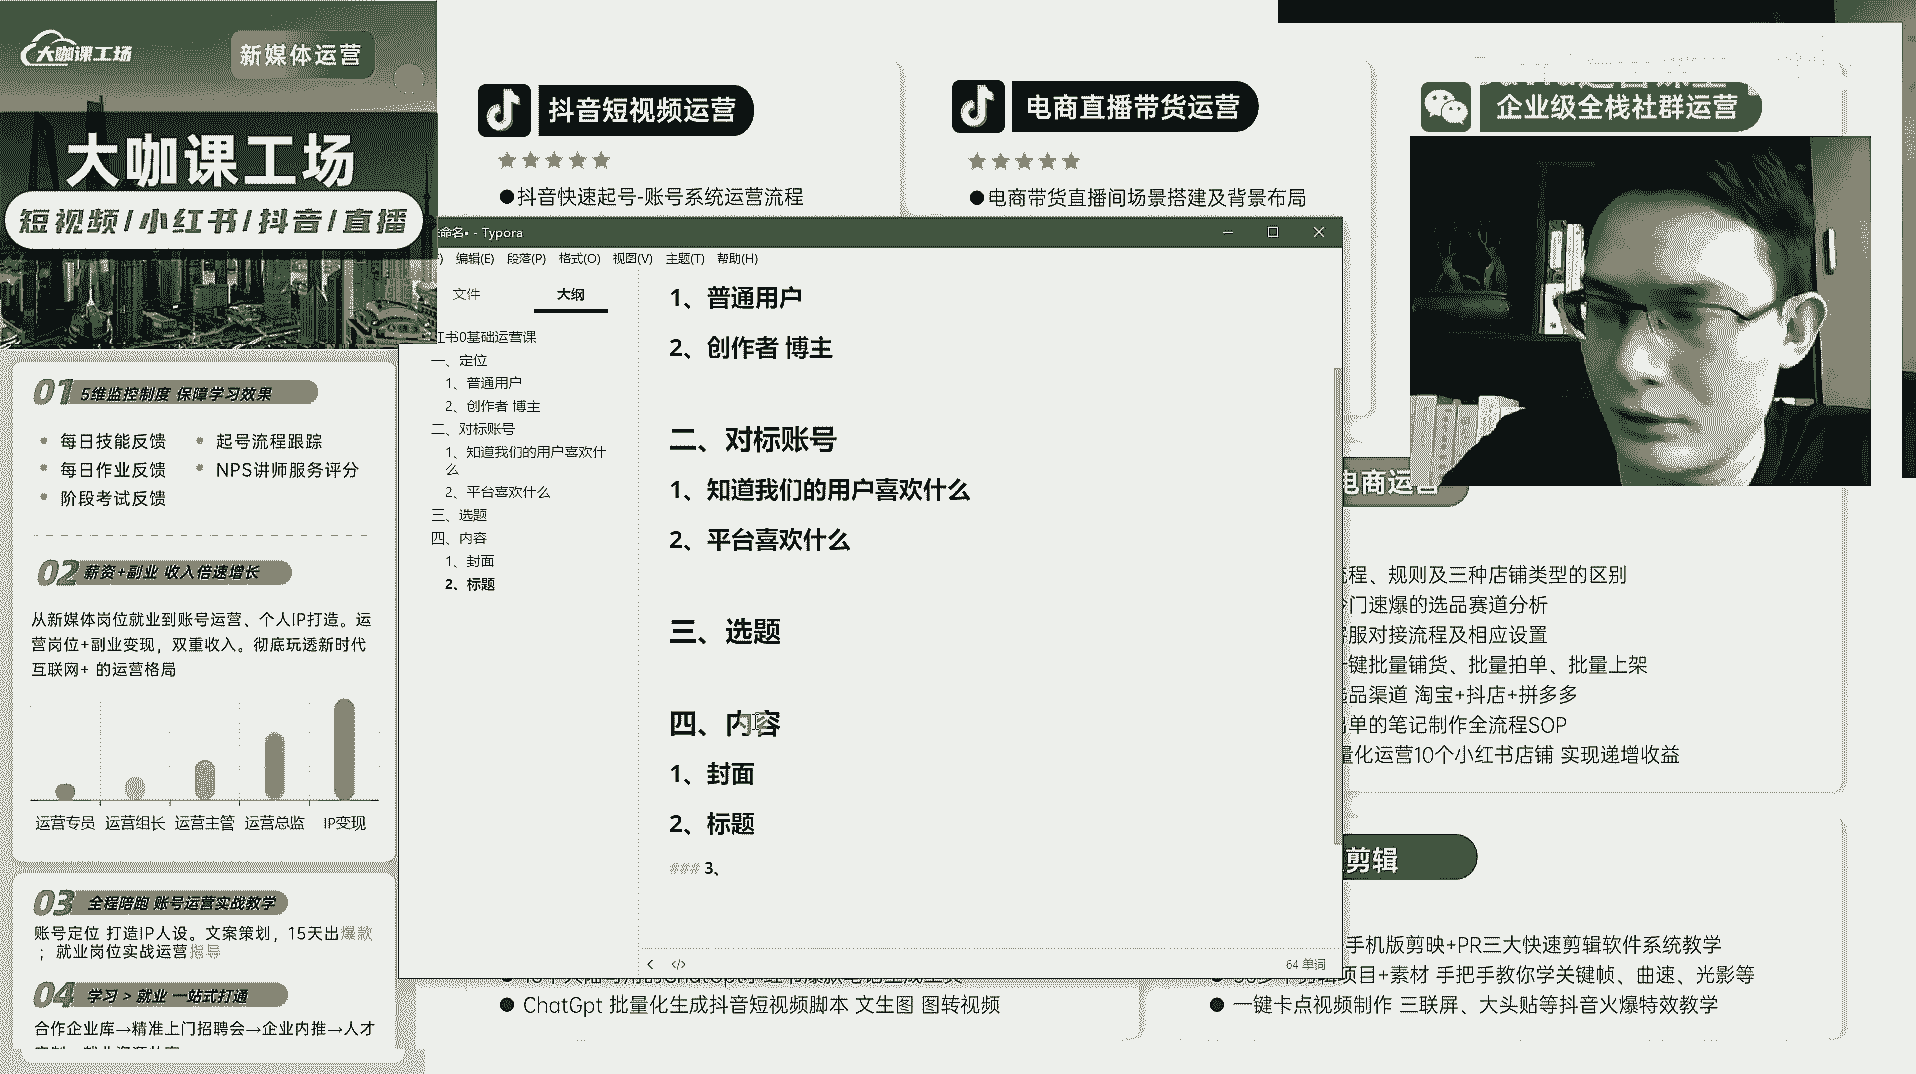 大咖课工场
新媒体运营
大咖课工场
短视频/小红书/抖音/直播
01 5维监控制度 保障学习效果
每日技能反馈
起号流程跟踪
每日作业反馈
NPS讲师服务评分
阶段考试反馈
02 薪资+副业 收入倍速增长
从新媒体岗位就业到账号运营、个人IP打造。运
营岗位+副业变现，双重收入。彻底玩透新时代
互联网+ 的运营格局
运营专员 运营组长 运营主管 运营总监 IP变现
03 全程陪跑 账号运营实战教学
账号定位 打造IP人设。文案策划，15天出爆款
；就业岗位实战运营指导
04 学习 > 就业 一站式打通
合作企业库→精准上门招聘会→企业内推→人才
抖音短视频运营
●抖音快速起号-账号系统运营流程
电商直播带货运营
●电商带货直播间场景搭建及背景布局
企业级全栈社群运营
命名• - Typora
编辑(E) 段落(P) 格式(O) 视图(V) 主题(T) 帮助(H)
文件 大纲
书0基础运营课
一、定位
1、普通用户
2、创作者 博主
二、对标账号
1、知道我们的用户喜欢什
么
2、平台喜欢什么
三、选题
四、内容
1、封面
2、标题
1、普通用户
2、创作者 博主
二、对标账号
1、知道我们的用户喜欢什么
2、平台喜欢什么
三、选题
四、内容
1、封面
2、标题
### 3、
64 单词
电商运营
程、规则及三种店铺类型的区别
门速爆的选品赛道分析
服对接流程及相应设置
键批量铺货、批量拍单、批量上架
品渠道 淘宝+抖店+拼多多
单的笔记制作全流程SOP
化运营10个小红书店铺 实现递增收益
剪辑
手机版剪映+PR三大快速剪辑软件系统教学
项目+素材 手把手教你学关键帧、曲速、光影等
● 一键卡点视频制作 三联屏、大头贴等抖音火爆特效教学
● ChatGpt 批量化生成抖音短视频脚本 文生图 图转视频